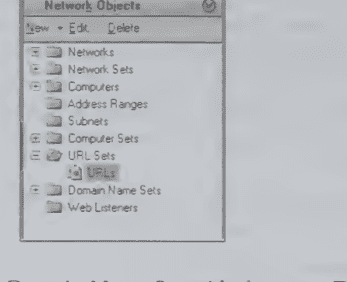 Network Objects
New Edit Delete
Networks
Network Sets
Computers
Address Ranges
Subnets
Computer Sets
URL Sets
URLs
Domain Name Sets
Web Listeners